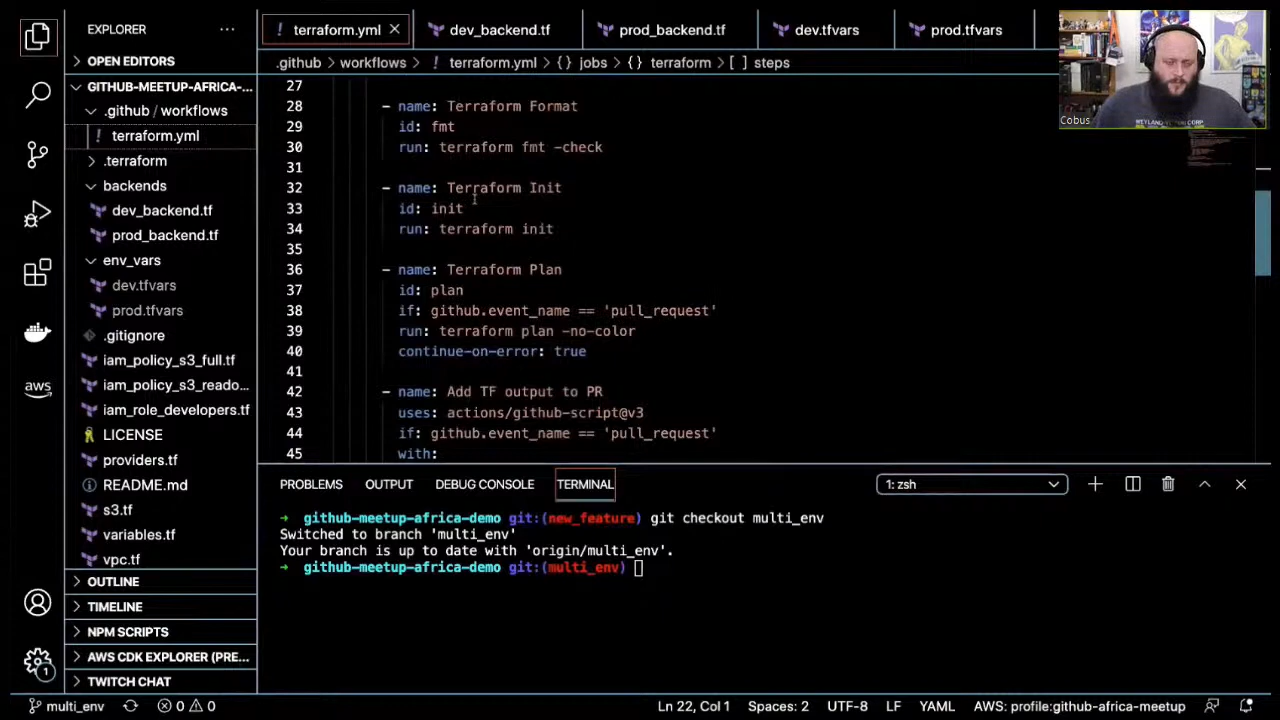 EXPLORER
OPEN EDITORS
GITHUB-MEETUP-AFRICA-...
.github / workflows
terraform.yml
.terraform
backends
dev_backend.tf
prod_backend.tf
env_vars
dev.tfvars
prod.tfvars
.gitignore
iam_policy_s3_full.tf
iam_policy_s3_reado...
iam_role_developers.tf
LICENSE
providers.tf
README.md
s3.tf
variables.tf
vpc.tf
OUTLINE
TIMELINE
NPM SCRIPTS
AWS CDK EXPLORER (PRE...
TWITCH CHAT
aws
1
terraform.yml
dev_backend.tf
prod_backend.tf
dev.tfvars
prod.tfvars
.github > workflows > ! terraform.yml > {} jobs > {} terraform > [ ] steps
27
28 - name: Terraform Format
29 id: fmt
30 run: terraform fmt -check
31
32 - name: Terraform Init
33 id: init
34 run: terraform init
35
36 - name: Terraform Plan
37 id: plan
38 if: github.event_name == 'pull_request'
39 run: terraform plan -no-color
40 continue-on-error: true
41
42 - name: Add TF output to PR
43 uses: actions/github-script@v3
44 if: github.event_name == 'pull_request'
45 with:
Cobus
PROBLEMS OUTPUT DEBUG CONSOLE TERMINAL
1: zsh
→ github-meetup-africa-demo git:(new_feature) git checkout multi_env
Switched to branch 'multi_env'
Your branch is up to date with 'origin/multi_env'.
→ github-meetup-africa-demo git:(multi_env)
multi_env 0 0 Ln 22, Col 1 Spaces: 2 UTF-8 LF YAML AWS: profile:github-africa-meetup